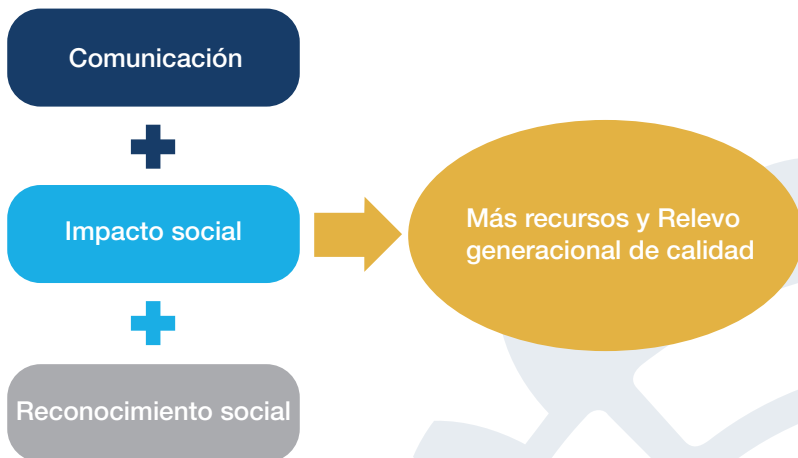 Comunicación
Impacto social
Más recursos y Relevo
generacional de calidad
Reconocimiento social